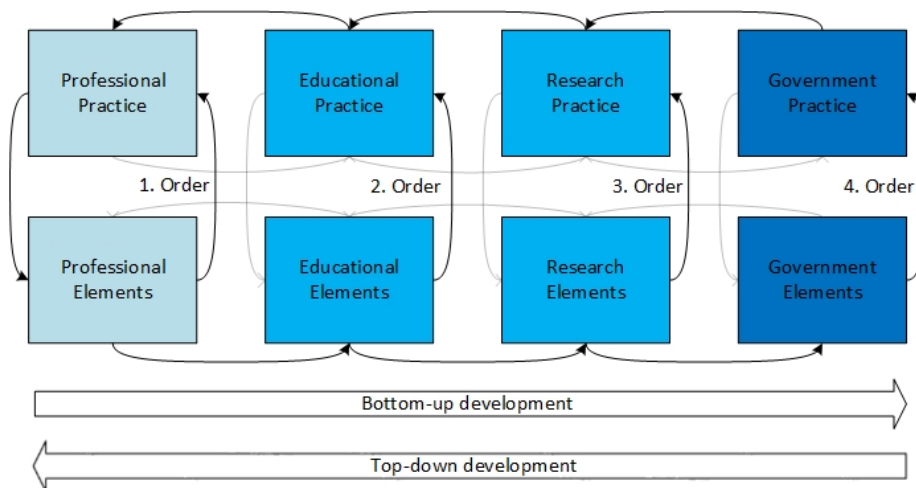 Professional
Practice
Educational
Practice
Research
Practice
Government
Practice
1. Order
2. Order
3. Order
4. Order
Professional
Elements
Educational
Elements
Research
Elements
Government
Elements
Bottom-up development
Top-down development